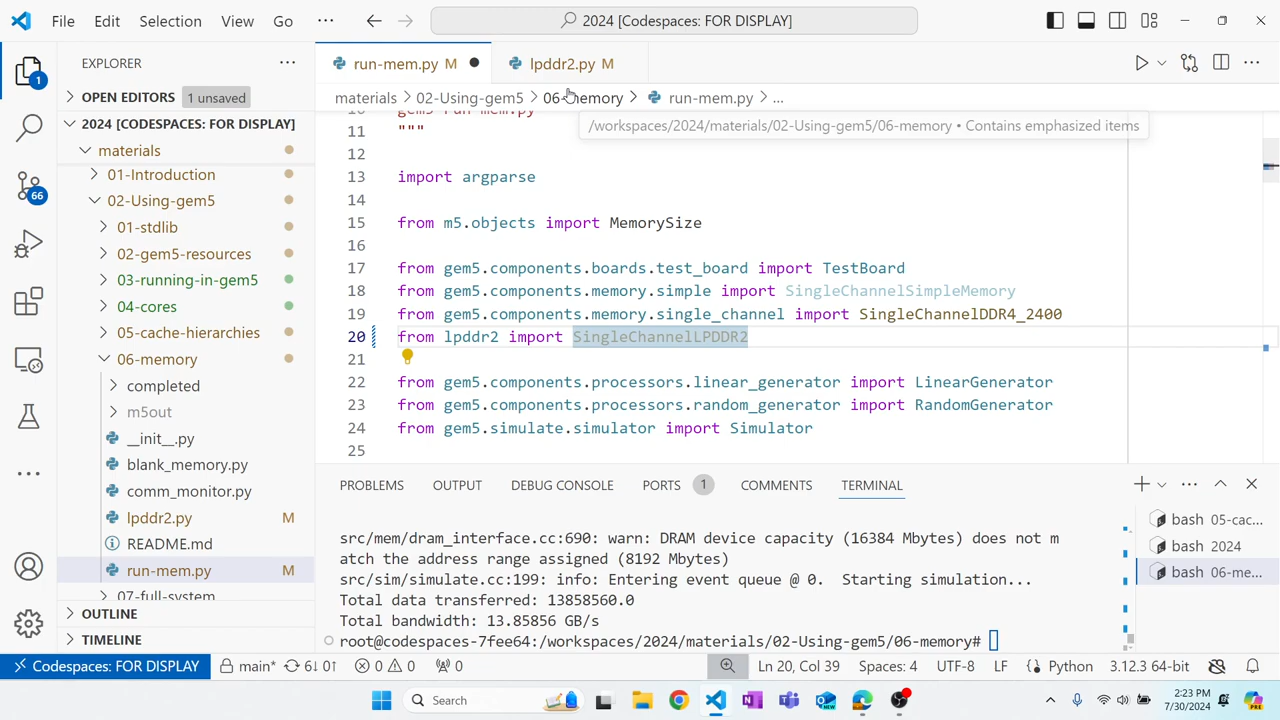 File Edit Selection View Go ··· 2024 [Codespaces: FOR DISPLAY]
EXPLORER
OPEN EDITORS 1 unsaved
2024 [CODESPACES: FOR DISPLAY]
materials
01-Introduction
02-Using-gem5
01-stdlib
02-gem5-resources
03-running-in-gem5
04-cores
05-cache-hierarchies
06-memory
completed
m5out
__init__.py
blank_memory.py
comm_monitor.py
lpddr2.py M
README.md
run-mem.py M
07-full-system
OUTLINE
TIMELINE
1
66
run-mem.py M
lpddr2.py M
materials > 02-Using-gem5 > 06-memory > run-mem.py > ...
/workspaces/2024/materials/02-Using-gem5/06-memory • Contains emphasized items
10 gem5 run-mem.py
11 """
12
13 import argparse
14
15 from m5.objects import MemorySize
16
17 from gem5.components.boards.test_board import TestBoard
18 from gem5.components.memory.simple import SingleChannelSimpleMemory
19 from gem5.components.memory.single_channel import SingleChannelDDR4_2400
20 from lpddr2 import SingleChannelLPDDR2
21
22 from gem5.components.processors.linear_generator import LinearGenerator
23 from gem5.components.processors.random_generator import RandomGenerator
24 from gem5.simulate.simulator import Simulator
25
PROBLEMS OUTPUT DEBUG CONSOLE PORTS 1 COMMENTS TERMINAL
src/mem/dram_interface.cc:690: warn: DRAM device capacity (16384 Mbytes) does not m
atch the address range assigned (8192 Mbytes)
src/sim/simulate.cc:199: info: Entering event queue @ 0. Starting simulation...
Total data transferred: 13858560.0
Total bandwidth: 13.85856 GB/s
root@codespaces-7fee64:/workspaces/2024/materials/02-Using-gem5/06-memory#
bash 05-cac...
bash 2024
bash 06-me...
Codespaces: FOR DISPLAY main* 6↓ 0↑ 0 0 0 Ln 20, Col 39 Spaces: 4 UTF-8 LF Python 3.12.3 64-bit
Search
2:23 PM
7/30/2024